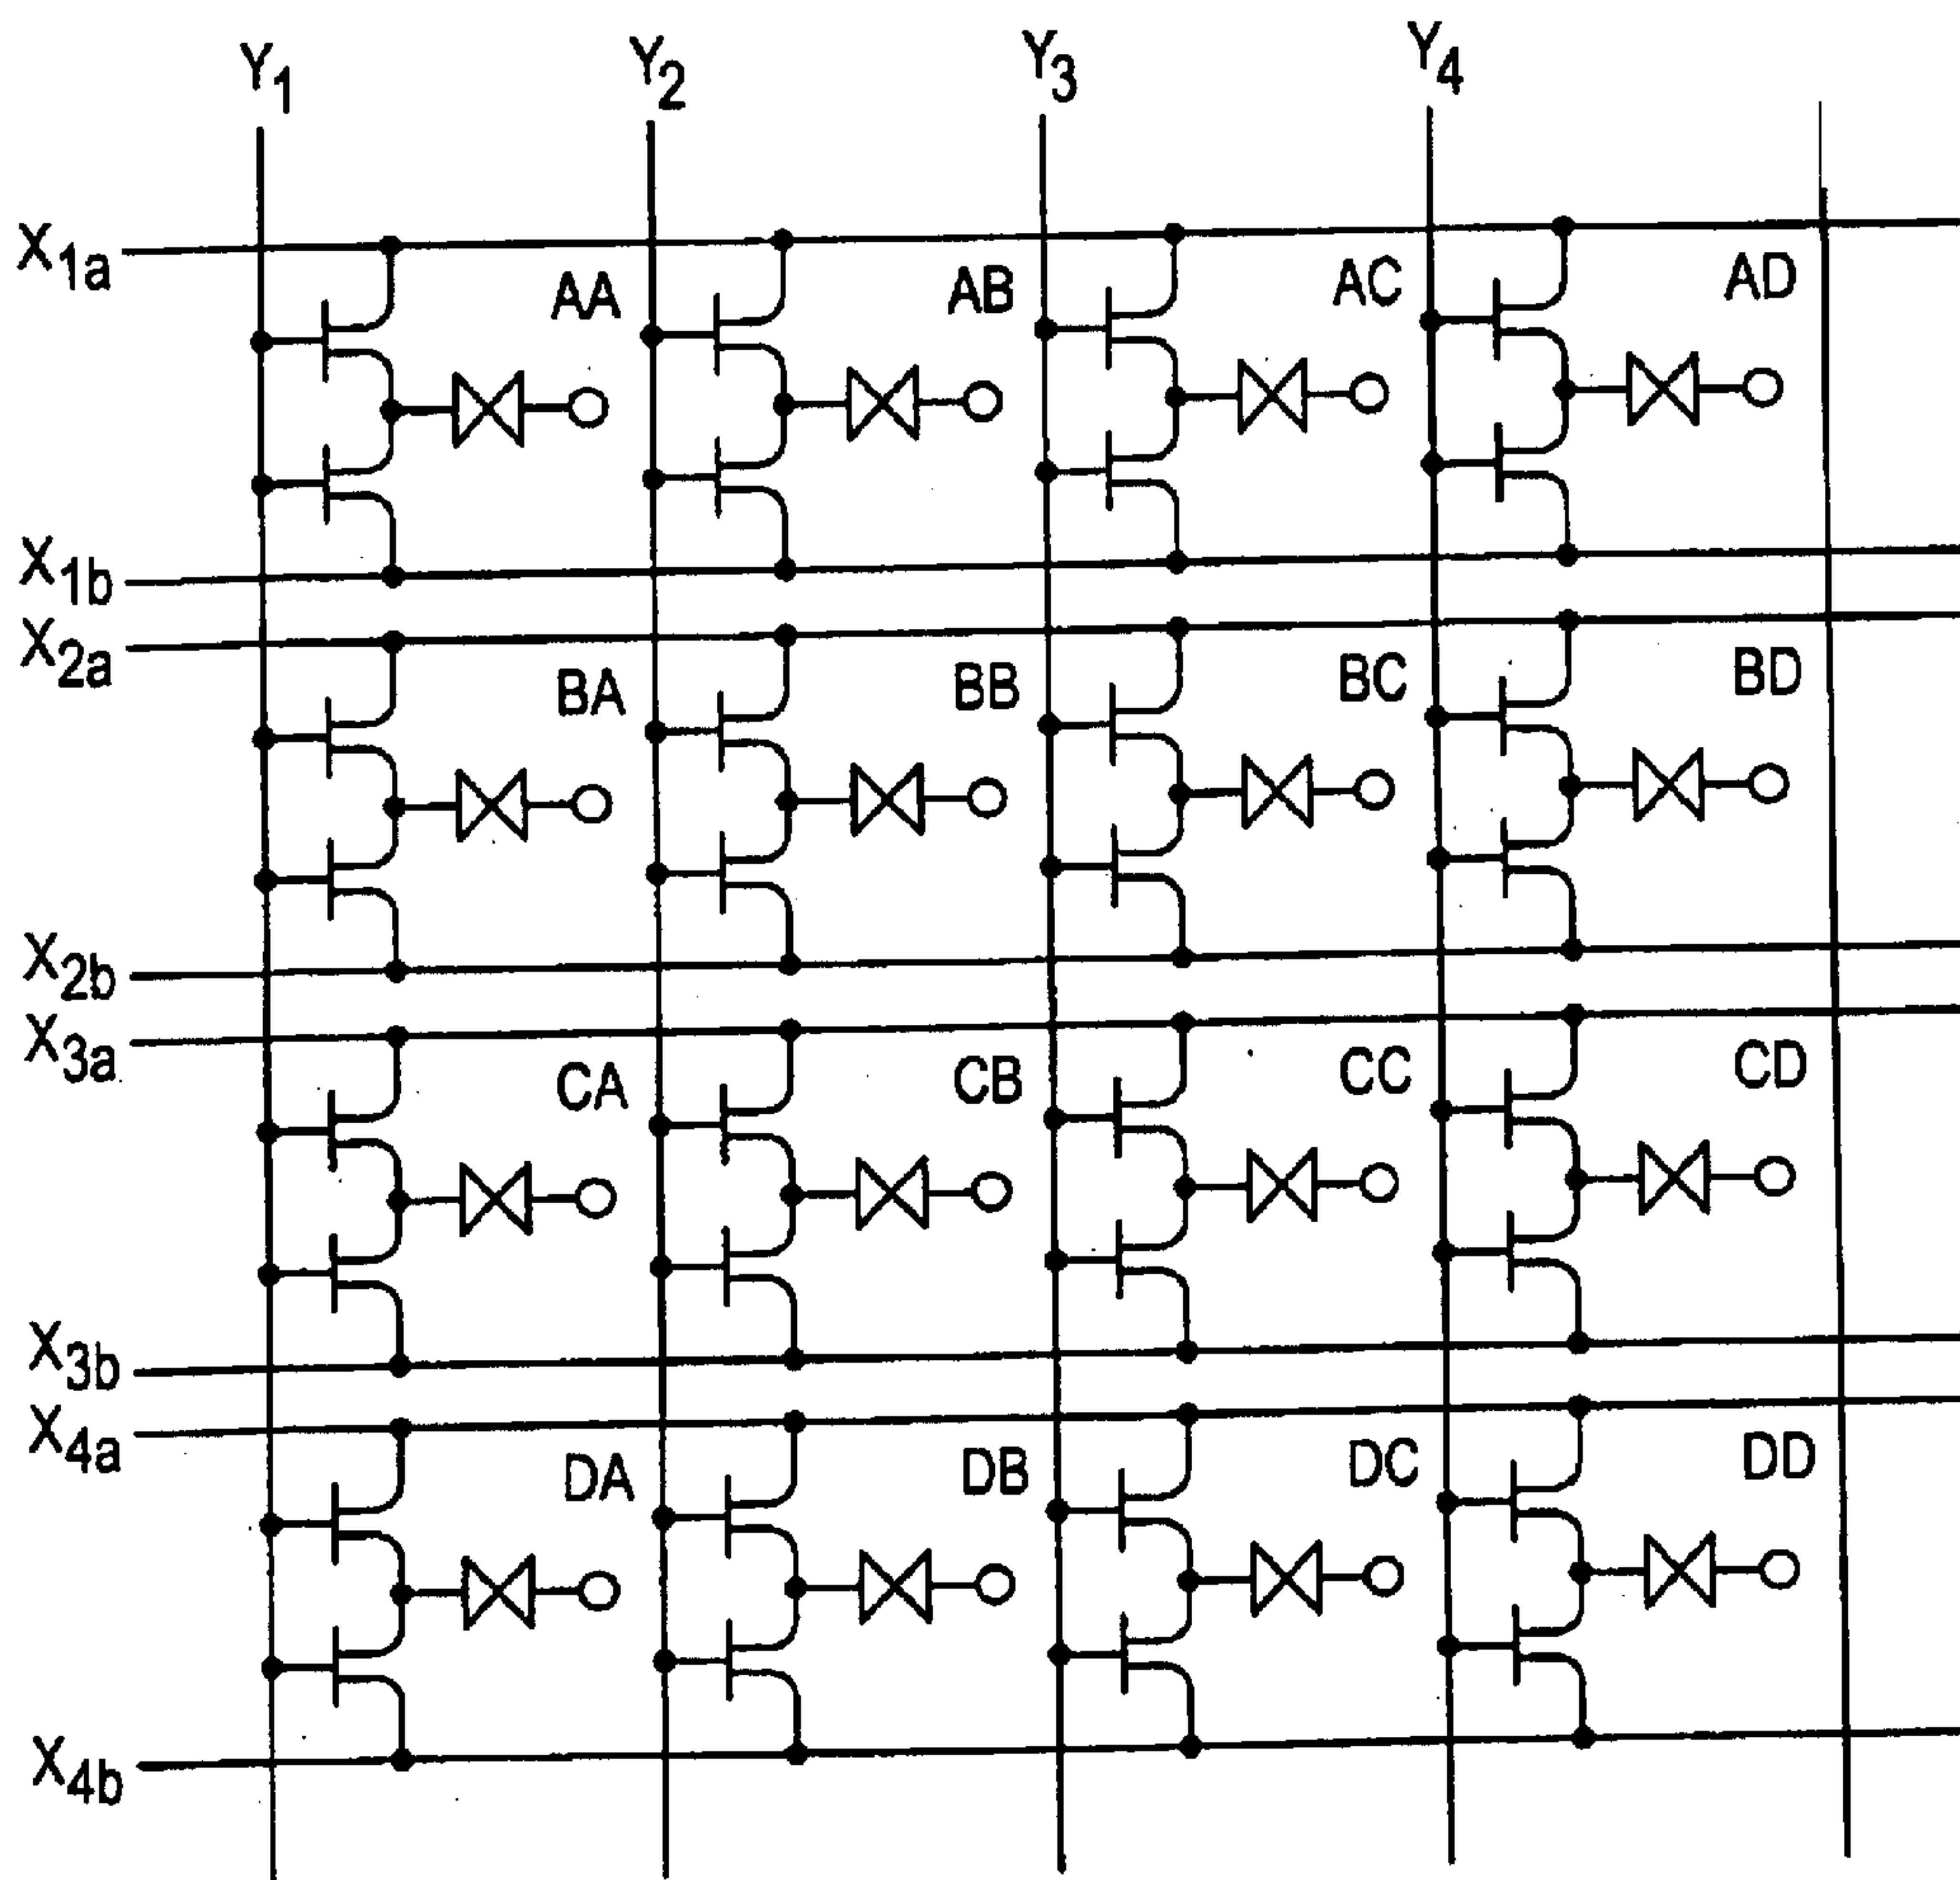 Y1 Y2 Y3 Y4
X1a
AA AB AC AD
X1b
X2a
BA BB BC BD
X2b
X3a
CA CB CC CD
X3b
X4a
DA DB DC DD
X4b